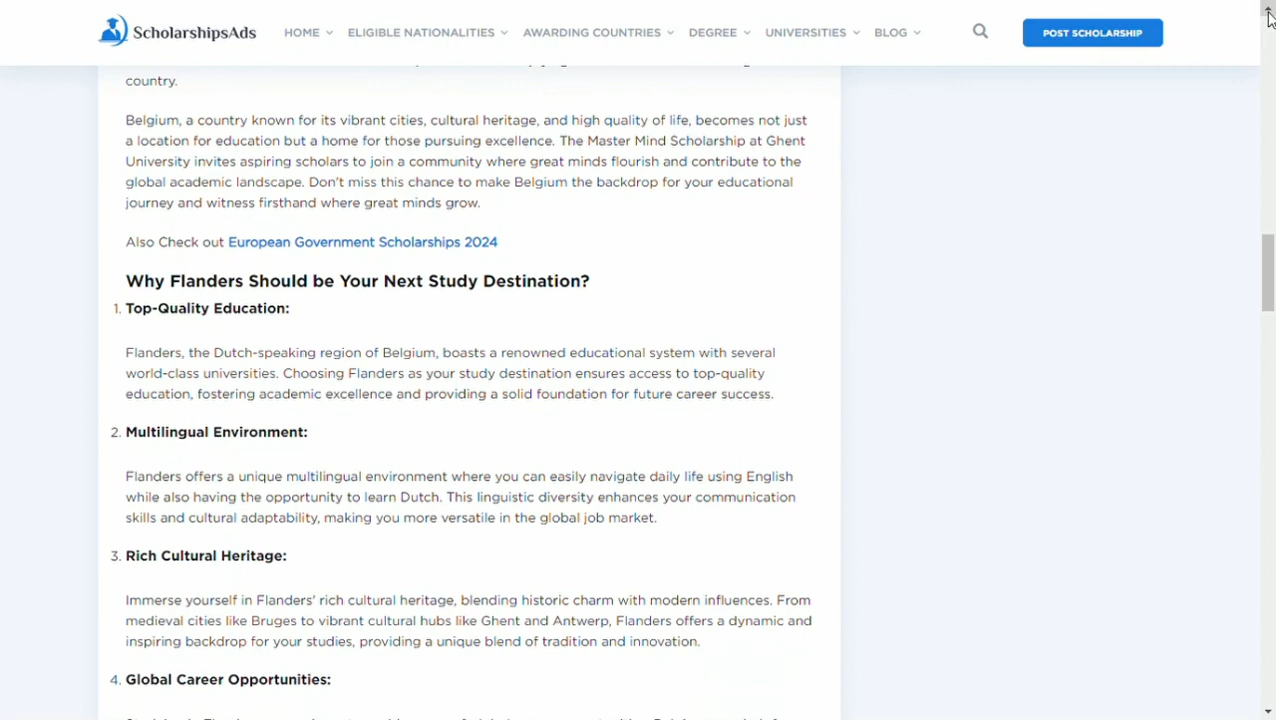 ScholarshipsAds HOME ELIGIBLE NATIONALITIES AWARDING COUNTRIES DEGREE UNIVERSITIES BLOG POST SCHOLARSHIP
country.
Belgium, a country known for its vibrant cities, cultural heritage, and high quality of life, becomes not just
a location for education but a home for those pursuing excellence. The Master Mind Scholarship at Ghent
University invites aspiring scholars to join a community where great minds flourish and contribute to the
global academic landscape. Don't miss this chance to make Belgium the backdrop for your educational
journey and witness firsthand where great minds grow.
Also Check out European Government Scholarships 2024
Why Flanders Should be Your Next Study Destination?
1. Top-Quality Education:
Flanders, the Dutch-speaking region of Belgium, boasts a renowned educational system with several
world-class universities. Choosing Flanders as your study destination ensures access to top-quality
education, fostering academic excellence and providing a solid foundation for future career success.
2. Multilingual Environment:
Flanders offers a unique multilingual environment where you can easily navigate daily life using English
while also having the opportunity to learn Dutch. This linguistic diversity enhances your communication
skills and cultural adaptability, making you more versatile in the global job market.
3. Rich Cultural Heritage:
Immerse yourself in Flanders' rich cultural heritage, blending historic charm with modern influences. From
medieval cities like Bruges to vibrant cultural hubs like Ghent and Antwerp, Flanders offers a dynamic and
inspiring backdrop for your studies, providing a unique blend of tradition and innovation.
4. Global Career Opportunities: